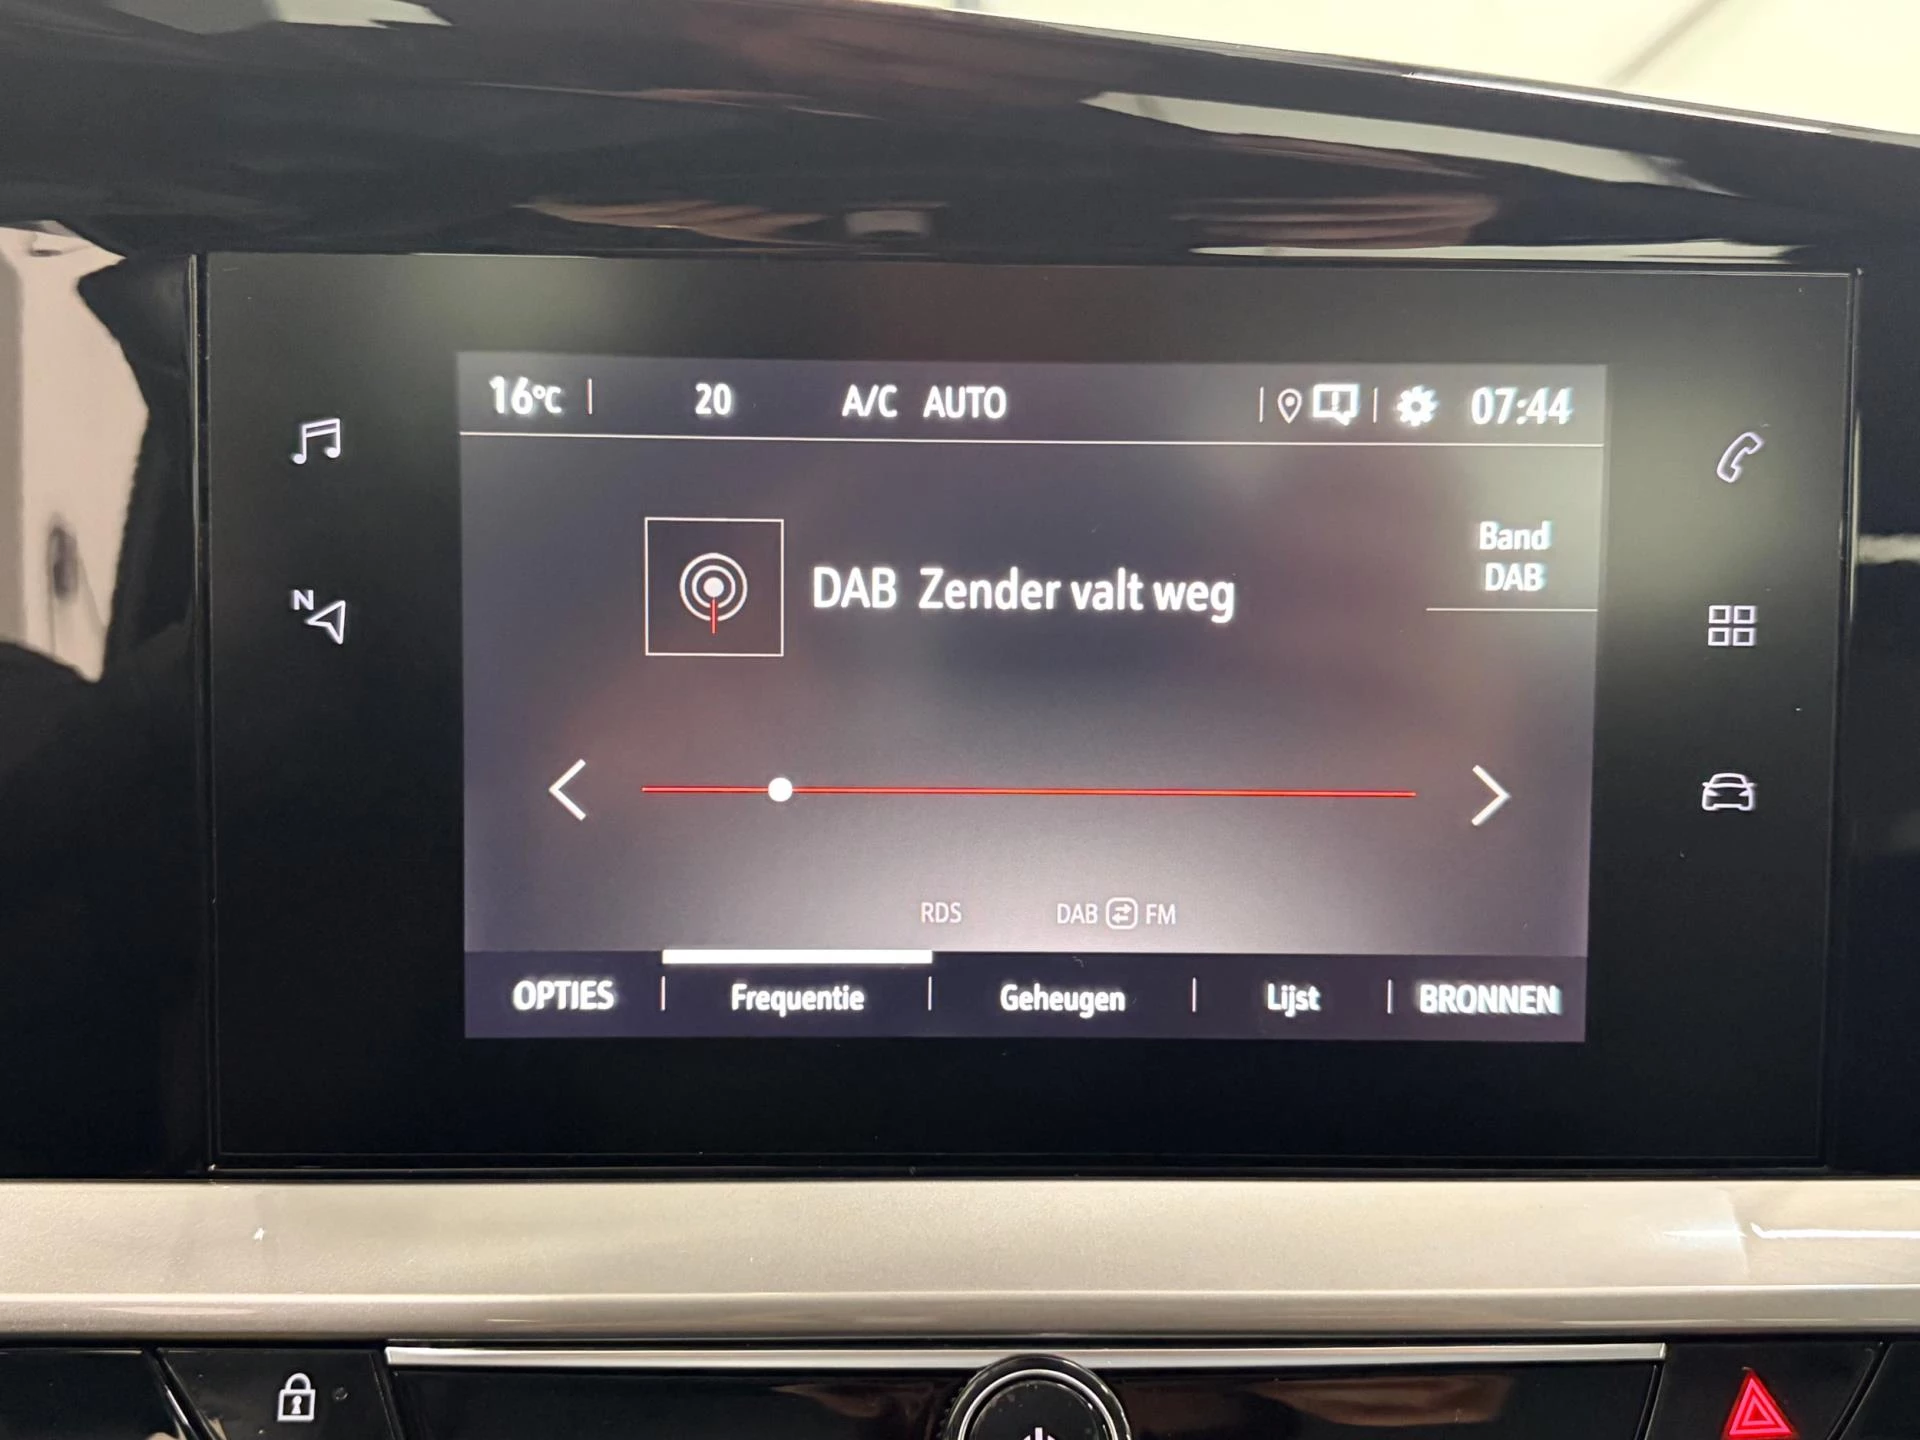 16°C 20 A/C AUTO 07:44
N
Band
DAB
DAB Zender valt weg
RDS DAB FM
OPTIES Frequentie Geheugen Lijst BRONNEN